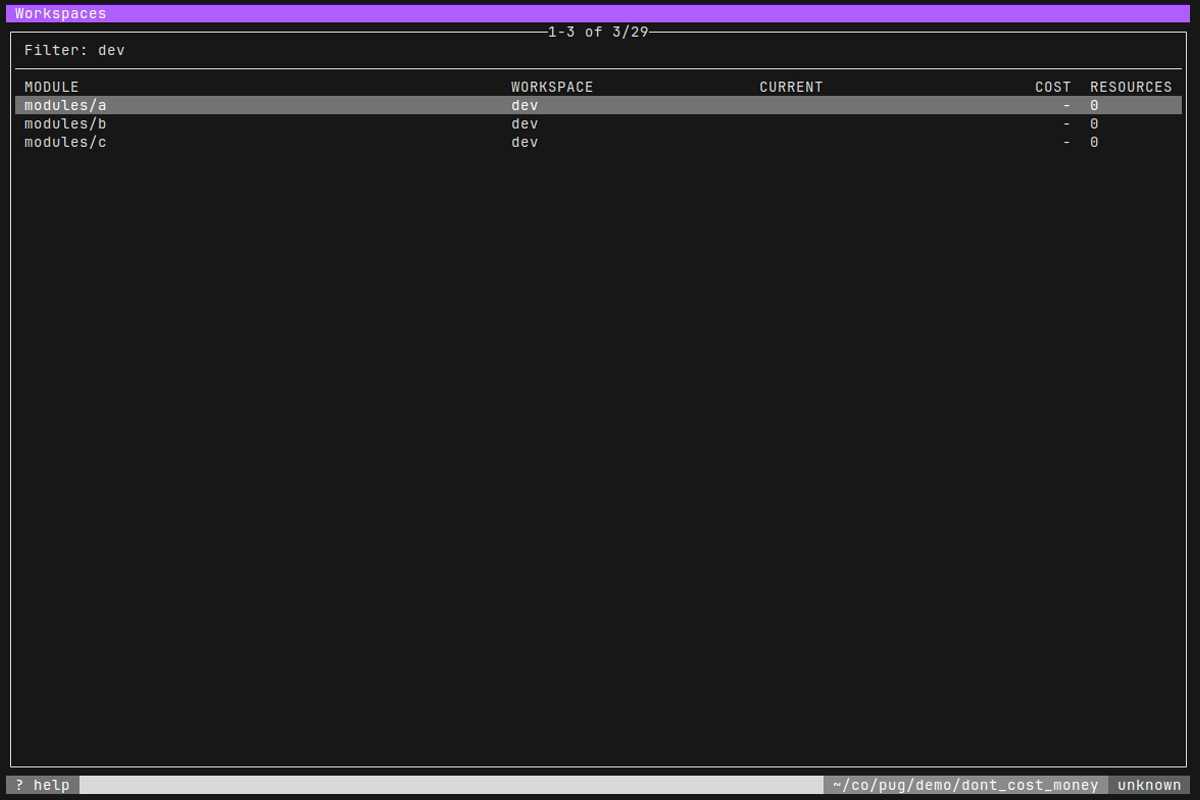 Workspaces
1-3 of 3/29
Filter: dev
MODULE WORKSPACE CURRENT COST RESOURCES
modules/a dev - 0
modules/b dev - 0
modules/c dev - 0
? help ~/co/pug/demo/dont_cost_money unknown